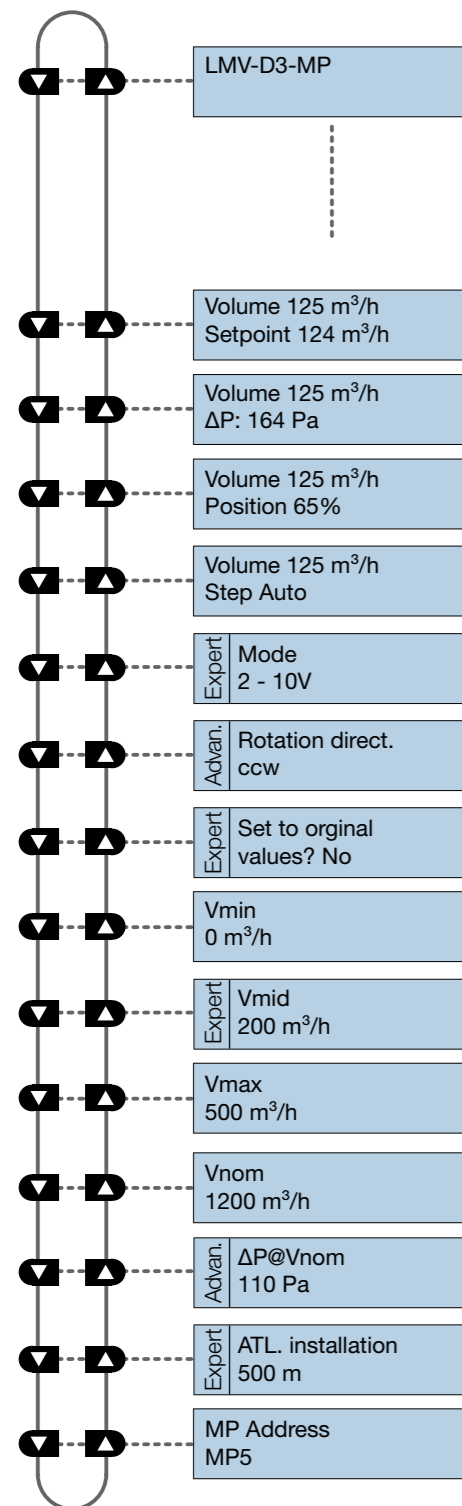 LMV-D3-MP
Volume 125 m³/h
Setpoint 124 m³/h
Volume 125 m³/h
ΔP: 164 Pa
Volume 125 m³/h
Position 65%
Volume 125 m³/h
Step Auto
Expert
Mode
2 - 10V
Advan.
Rotation direct.
ccw
Expert
Set to orginal
values? No
Vmin
0 m³/h
Expert
Vmid
200 m³/h
Vmax
500 m³/h
Vnom
1200 m³/h
Advan.
ΔP@Vnom
110 Pa
Expert
ATL. installation
500 m
MP Address
MP5